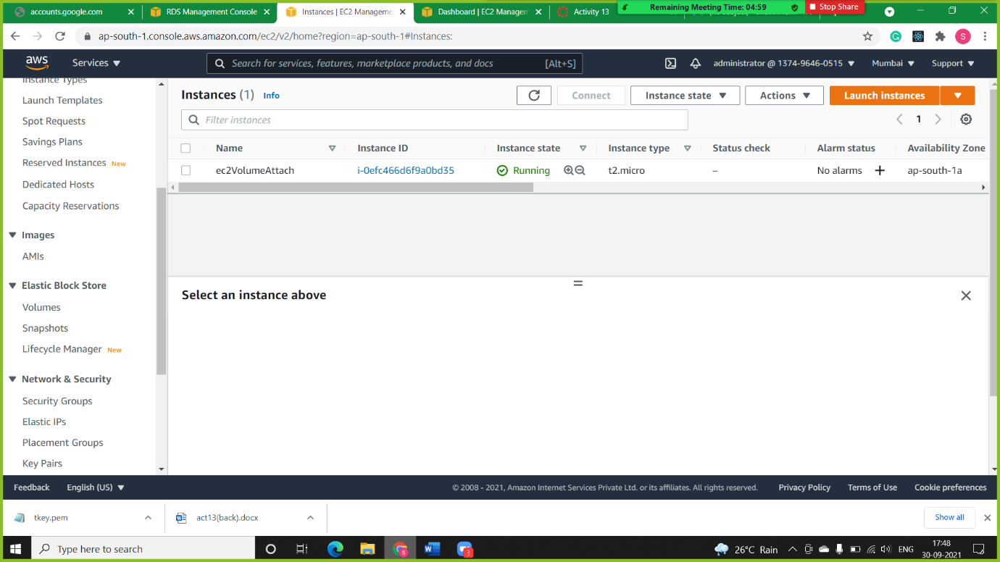 accounts.google.com
RDS Management Console
Instances | EC2 Manageme
Dashboard | EC2 Managem
Activity 13
Remaining Meeting Time: 04:59
Stop Share
ap-south-1.console.aws.amazon.com/ec2/v2/home?region=ap-south-1#Instances:
S
aws
Services
Search for services, features, marketplace products, and docs [Alt+S]
administrator @ 1374-9646-0515
Mumbai
Support
Instance Types
Launch Templates
Spot Requests
Savings Plans
Reserved Instances New
Dedicated Hosts
Capacity Reservations
Images
AMIs
Elastic Block Store
Volumes
Snapshots
Lifecycle Manager New
Network & Security
Security Groups
Elastic IPs
Placement Groups
Key Pairs
Instances (1) Info
Connect
Instance state
Actions
Launch instances
Filter instances
1
Name Instance ID Instance state Instance type Status check Alarm status Availability Zone
ec2VolumeAttach i-0efc466d6f9a0bd35 Running t2.micro – No alarms + ap-south-1a
Select an instance above
Feedback English (US) © 2008 - 2021, Amazon Internet Services Private Ltd. or its affiliates. All rights reserved. Privacy Policy Terms of Use Cookie preferences
tkey.pem
act13(back).docx
Show all
Type here to search
S
3
26°C Rain
ENG
17:48
30-09-2021